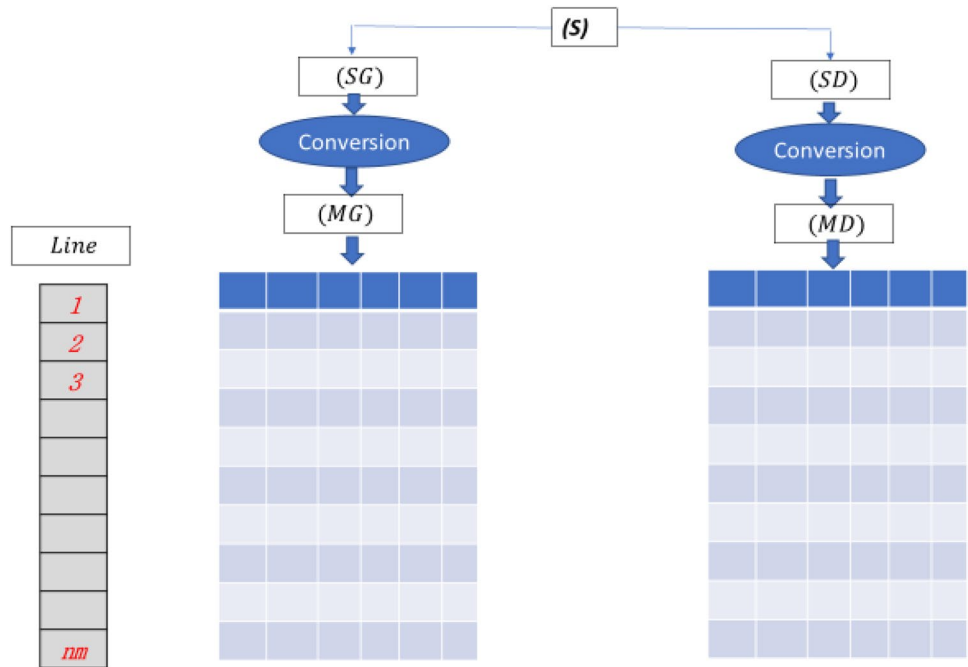 (S)
(SG)
(SD)
Conversion
Conversion
(MG)
(MD)
Line
1
2
3
nm